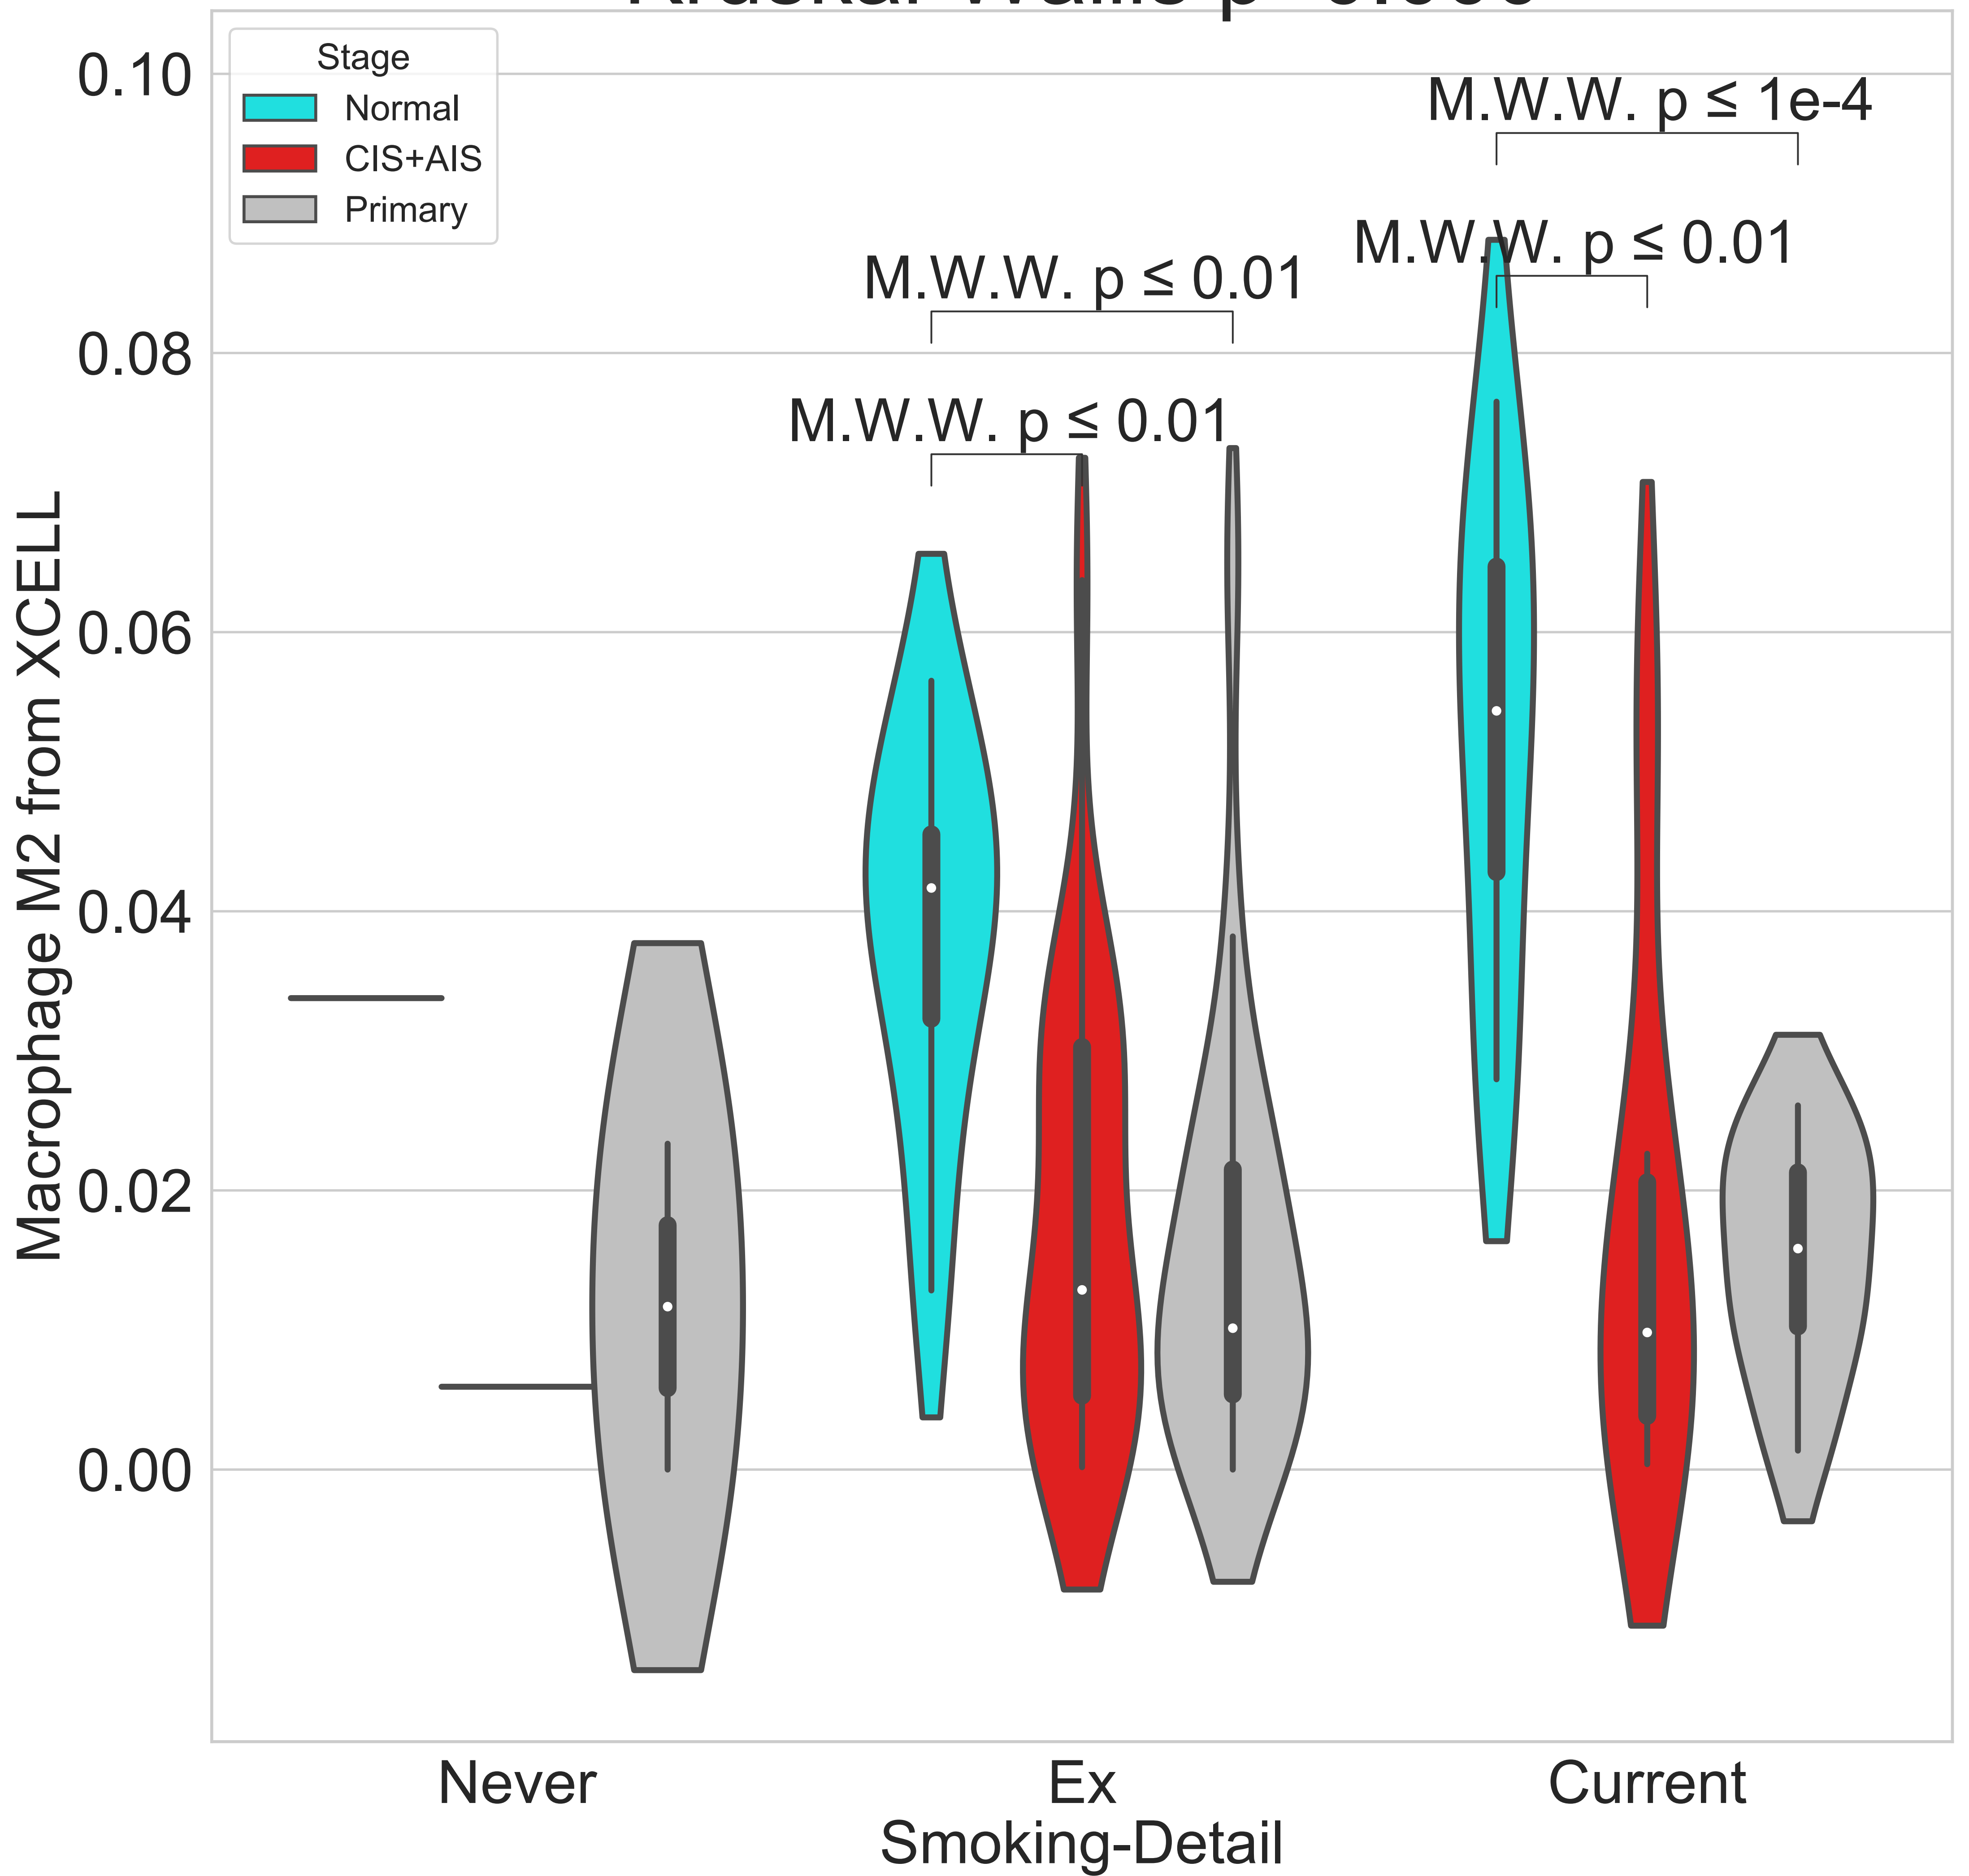 Stage
Normal
CIS+AIS
Primary
M.W.W. p ≤ 1e-4
M.W.W. p ≤ 0.01
M.W.W. p ≤ 0.01
M.W.W. p ≤ 0.01
0.10
0.08
0.06
0.04
0.02
0.00
Macrophage M2 from XCELL
Never
Ex
Current
Smoking-Detail